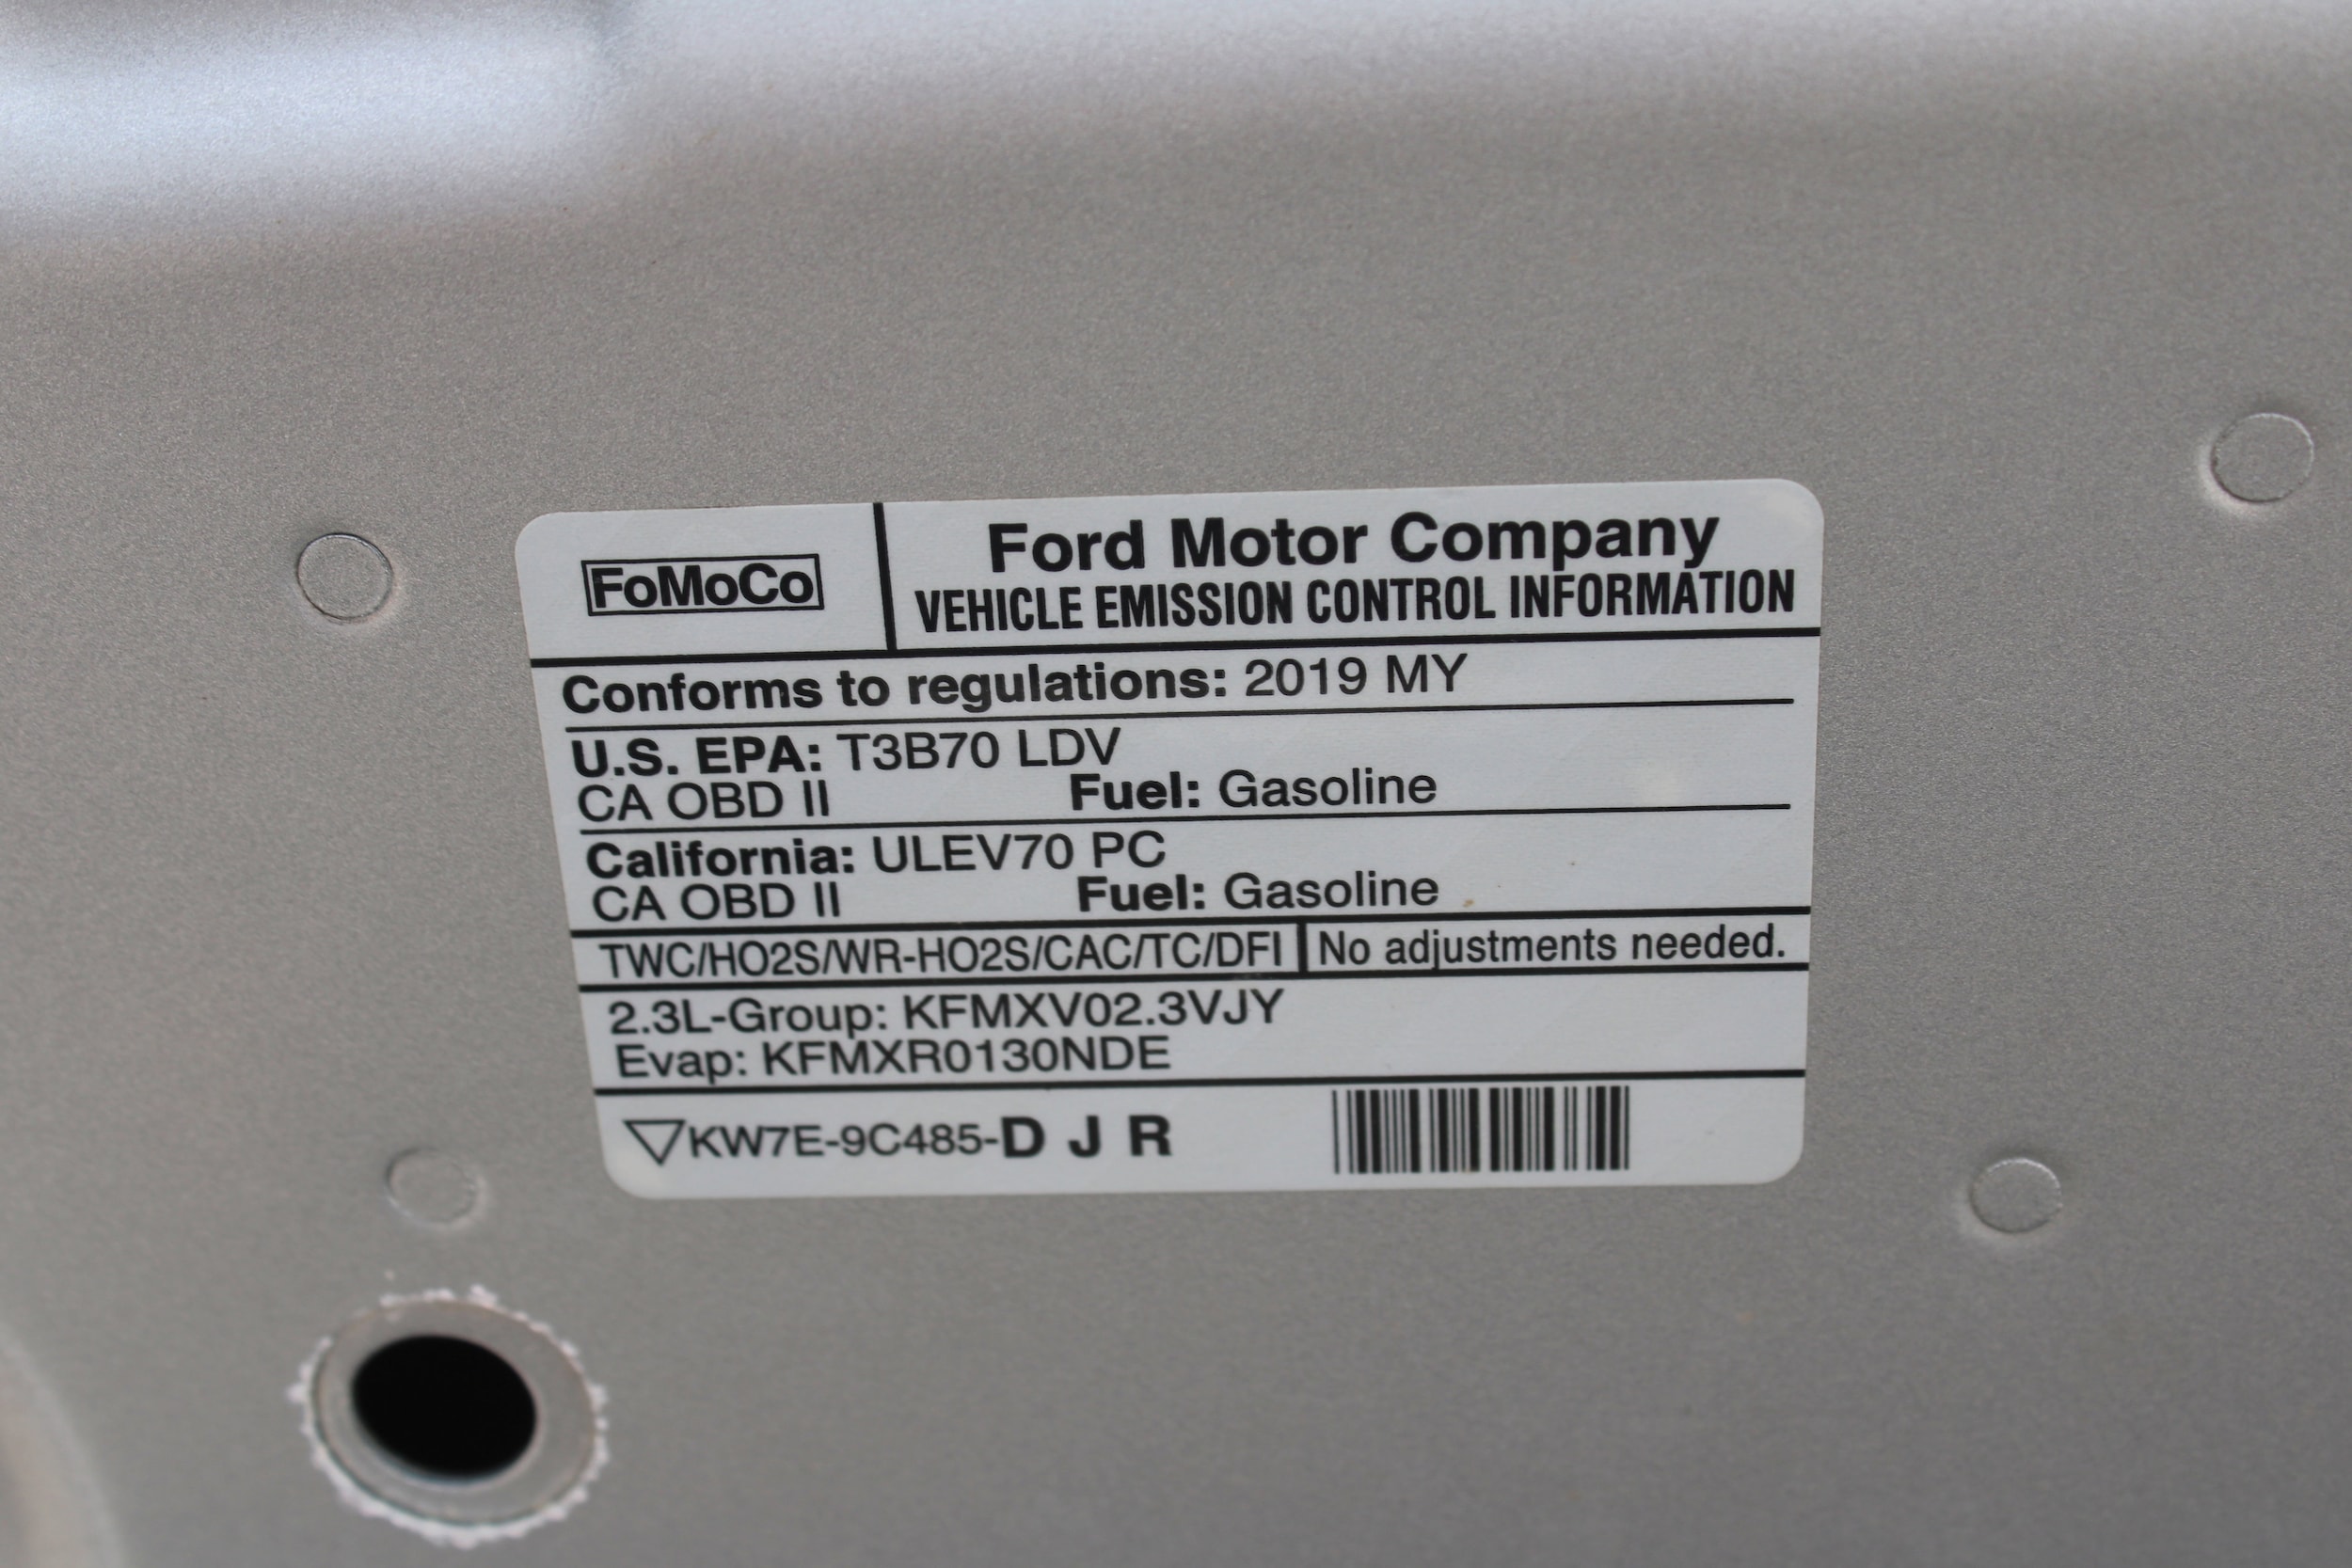 FoMoCo
Ford Motor Company
VEHICLE EMISSION CONTROL INFORMATION
Conforms to regulations: 2019 MY
U.S. EPA: T3B70 LDV
CA OBD II Fuel: Gasoline
California: ULEV70 PC
CA OBD II Fuel: Gasoline
TWC/HO2S/WR-HO2S/CAC/TC/DFI No adjustments needed.
2.3L-Group: KFMXV02.3VJY
Evap: KFMXR0130NDE
KW7E-9C485-D J R